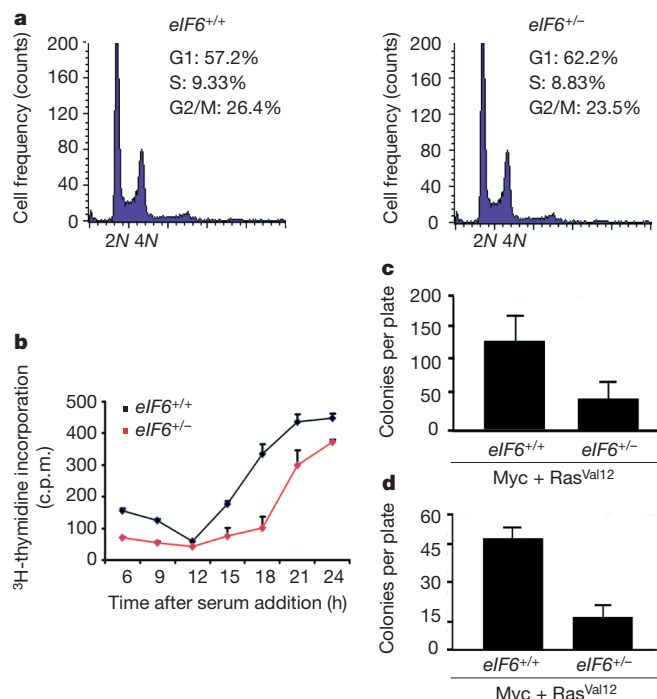 a
eIF6+/+
G1: 57.2%
S: 9.33%
G2/M: 26.4%
Cell frequency (counts)
200
160
120
80
40
0
2N 4N
eIF6+/–
G1: 62.2%
S: 8.83%
G2/M: 23.5%
Cell frequency (counts)
200
160
120
80
40
0
2N 4N
b
eIF6+/+
eIF6+/–
3H-thymidine incorporation
(c.p.m.)
500
400
300
200
100
0
6 9 12 15 18 21 24
Time after serum addition (h)
c
Colonies per plate
200
150
100
50
0
eIF6+/+ eIF6+/–
Myc + RasVal12
d
Colonies per plate
60
45
30
15
0
eIF6+/+ eIF6+/–
Myc + RasVal12